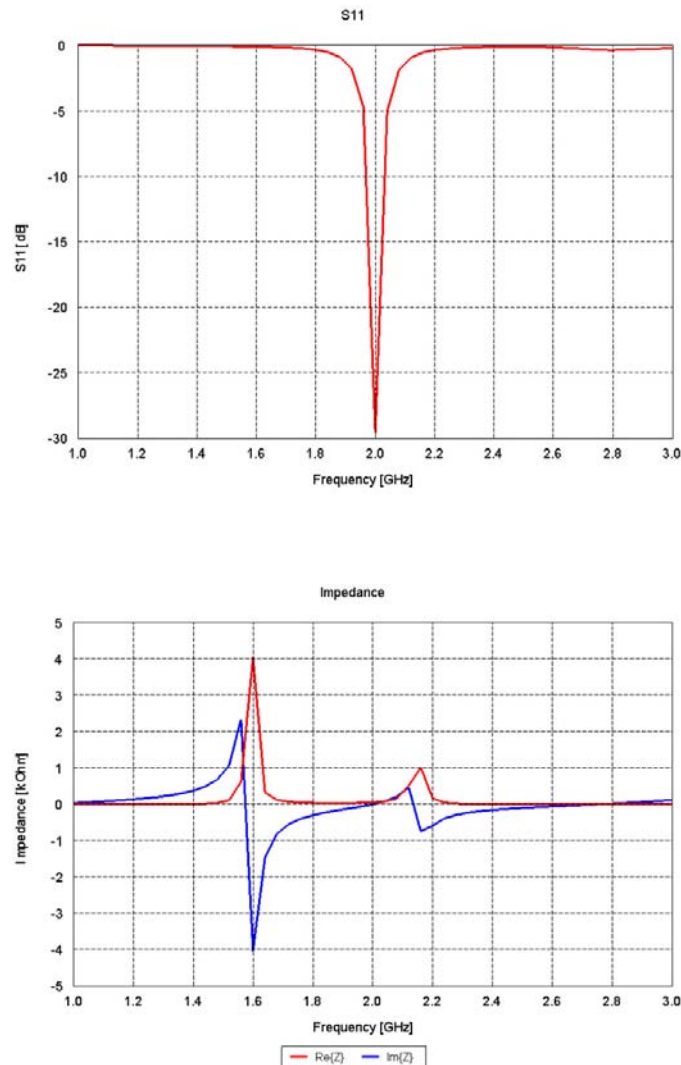 S11
0
-5
-10
-15
-20
-25
-30
S11 [dB]
1.0 1.2 1.4 1.6 1.8 2.0 2.2 2.4 2.6 2.8 3.0
Frequency [GHz]
Impedance
5
4
3
2
1
0
-1
-2
-3
-4
-5
Impedance [kOhm]
1.0 1.2 1.4 1.6 1.8 2.0 2.2 2.4 2.6 2.8 3.0
Frequency [GHz]
Re{Z} Im{Z}